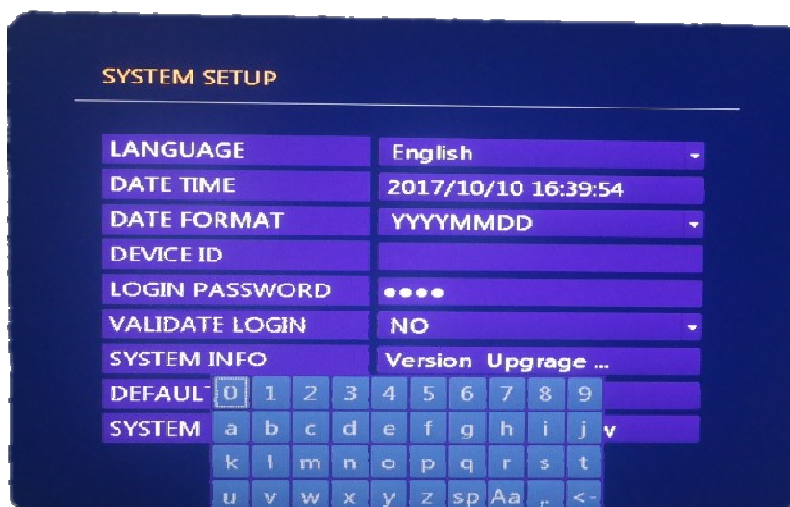 SYSTEM SETUP
LANGUAGE English
DATE TIME 2017/10/10 16:39:54
DATE FORMAT YYYYMMDD
DEVICE ID
LOGIN PASSWORD ●●●●
VALIDATE LOGIN NO
SYSTEM INFO Version Upgrage ...
DEFAUL 0 1 2 3 4 5 6 7 8 9
SYSTEM a b c d e f g h i j v
k l m n o p q r s t
u v w x y z sp Aa ,. <-